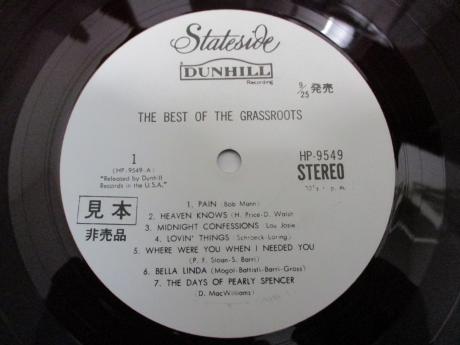 Stateside
A
DUNHILL
Recording
9/25 発売
THE BEST OF THE GRASSROOTS
1
(HP-9549-A)
"Released by Dunhill
Records in the U.S.A."
HP-9549
STEREO
見本
非売品
1. PAIN (Bob Mann)
2. HEAVEN KNOWS (H. Price-D. Walsh
3. MIDNIGHT CONFESSIONS Lou Josie
4. LOVIN' THINGS Schroeck-Loring)
5. WHERE WERE YOU WHEN I NEEDED YOU
(P. F. Sloan-S. Barri)
6. BELLA LINDA (Mogol-Battisti-Barri-Grass)
7. THE DAYS OF PEARLY SPENCER
(D. MacWilliams)